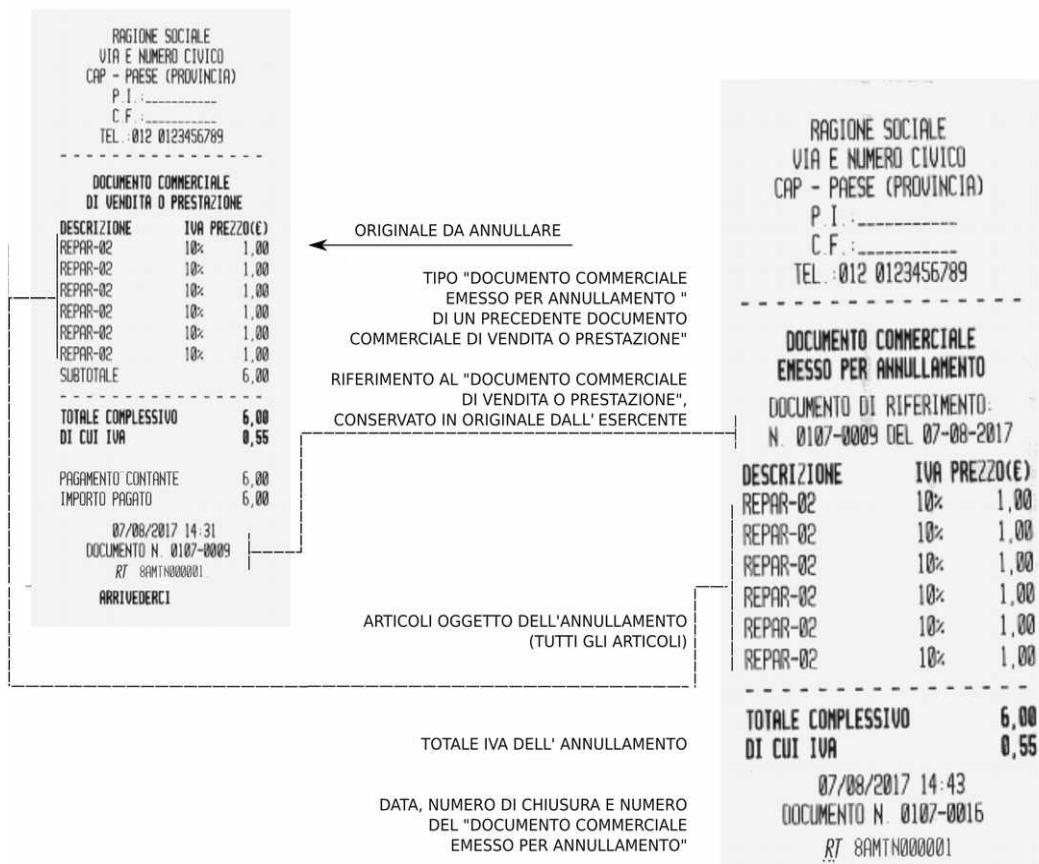 RAGIONE SOCIALE
VIA E NUMERO CIVICO
CAP - PAESE (PROVINCIA)
P.I.:___________
C.F.:___________
TEL.:012 0123456789
DOCUMENTO COMMERCIALE
DI VENDITA O PRESTAZIONE
DESCRIZIONE IVA PREZZO(€)
REPAR-02 10% 1,00
REPAR-02 10% 1,00
REPAR-02 10% 1,00
REPAR-02 10% 1,00
REPAR-02 10% 1,00
REPAR-02 10% 1,00
SUBTOTALE 6,00
TOTALE COMPLESSIVO 6,00
DI CUI IVA 0,55
PAGAMENTO CONTANTE 6,00
IMPORTO PAGATO 6,00
07/08/2017 14:31
DOCUMENTO N. 0107-0009
RT 8AMTN000001
ARRIVEDERCI
ORIGINALE DA ANNULLARE
TIPO "DOCUMENTO COMMERCIALE
EMESSO PER ANNULLAMENTO "
DI UN PRECEDENTE DOCUMENTO
COMMERCIALE DI VENDITA O PRESTAZIONE"
RIFERIMENTO AL "DOCUMENTO COMMERCIALE
DI VENDITA O PRESTAZIONE",
CONSERVATO IN ORIGINALE DALL' ESERCENTE
ARTICOLI OGGETTO DELL'ANNULLAMENTO
(TUTTI GLI ARTICOLI)
TOTALE IVA DELL' ANNULLAMENTO
DATA, NUMERO DI CHIUSURA E NUMERO
DEL "DOCUMENTO COMMERCIALE
EMESSO PER ANNULLAMENTO"
RAGIONE SOCIALE
VIA E NUMERO CIVICO
CAP - PAESE (PROVINCIA)
P.I.:___________
C.F.:___________
TEL.:012 0123456789
DOCUMENTO COMMERCIALE
EMESSO PER ANNULLAMENTO
DOCUMENTO DI RIFERIMENTO:
N. 0107-0009 DEL 07-08-2017
DESCRIZIONE IVA PREZZO(€)
REPAR-02 10% 1,00
REPAR-02 10% 1,00
REPAR-02 10% 1,00
REPAR-02 10% 1,00
REPAR-02 10% 1,00
REPAR-02 10% 1,00
TOTALE COMPLESSIVO 6,00
DI CUI IVA 0,55
07/08/2017 14:43
DOCUMENTO N. 0107-0016
RT 8AMTN000001